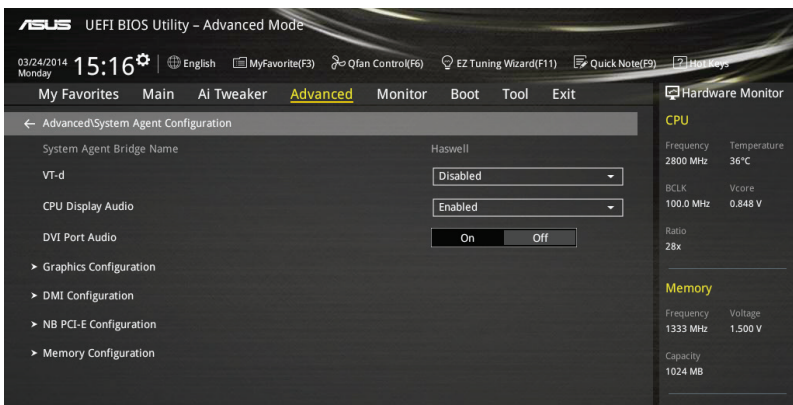 ASUS UEFI BIOS Utility – Advanced Mode
03/24/2014 Monday 15:16 English MyFavorite(F3) Qfan Control(F6) EZ Tuning Wizard(F11) Quick Note(F9) ? Hot Keys
My Favorites Main Ai Tweaker Advanced Monitor Boot Tool Exit
← Advanced\System Agent Configuration
System Agent Bridge Name Haswell
VT-d Disabled
CPU Display Audio Enabled
DVI Port Audio On Off
> Graphics Configuration
> DMI Configuration
> NB PCI-E Configuration
> Memory Configuration
Hardware Monitor
CPU
Frequency Temperature
2800 MHz 36°C
BCLK Vcore
100.0 MHz 0.848 V
Ratio
28x
Memory
Frequency Voltage
1333 MHz 1.500 V
Capacity
1024 MB